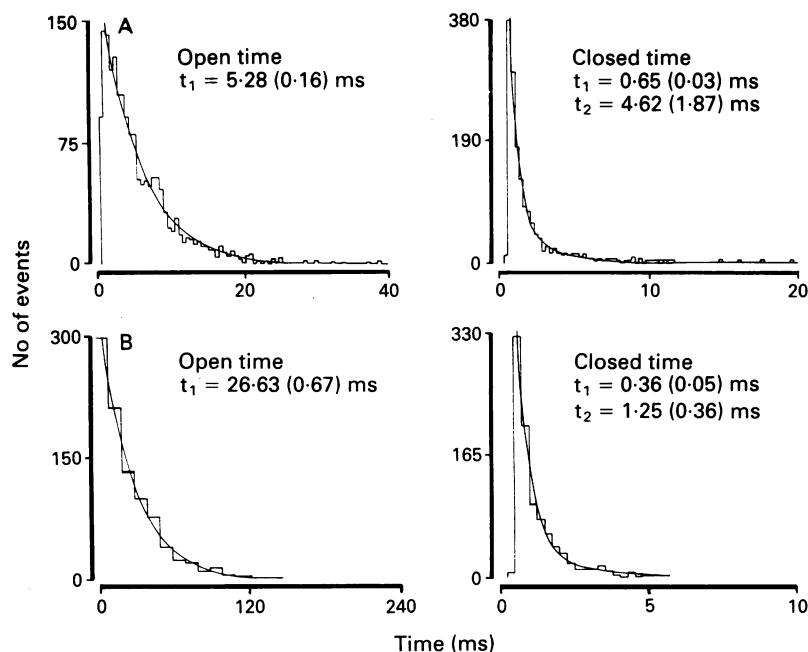 A
150
75
0
0
20
40
Open time
t₁ = 5·28 (0·16) ms
380
190
0
0
10
20
Closed time
t₁ = 0·65 (0·03) ms
t₂ = 4·62 (1·87) ms
No of events
B
300
150
0
0
120
240
Open time
t₁ = 26·63 (0·67) ms
330
165
0
0
5
10
Closed time
t₁ = 0·36 (0·05) ms
t₂ = 1·25 (0·36) ms
Time (ms)